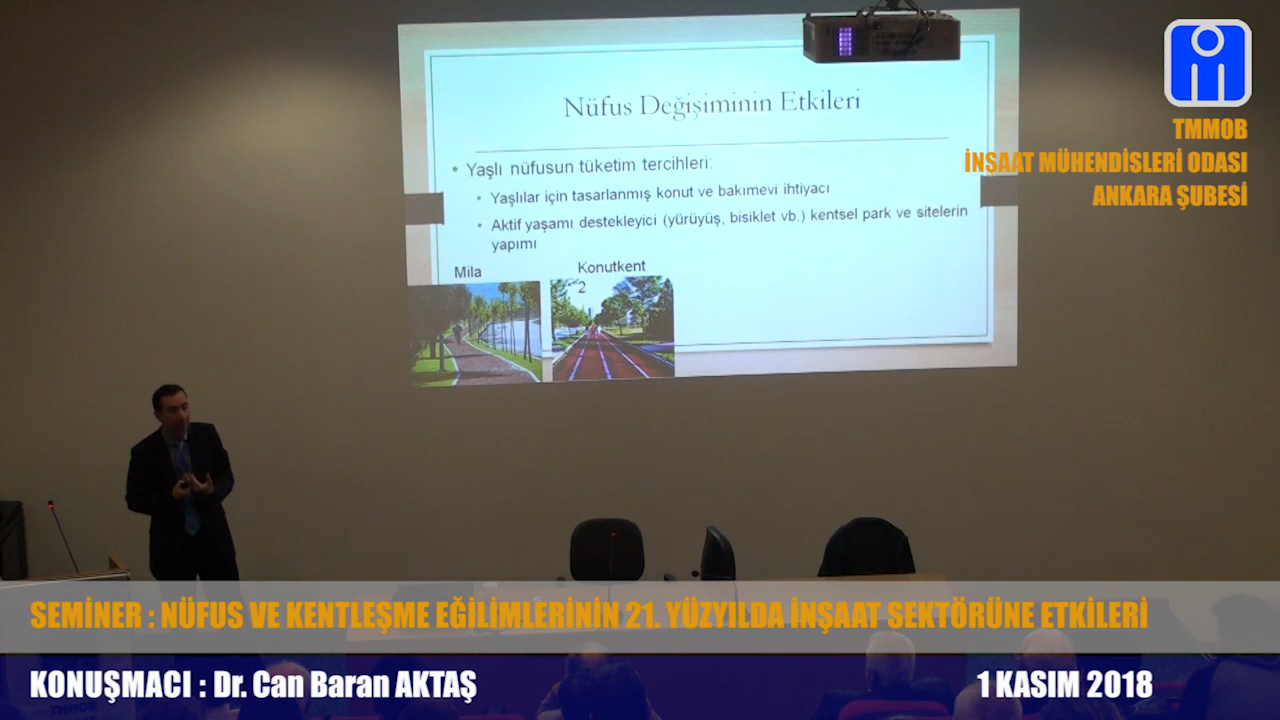 Nüfus Değişiminin Etkileri
• Yaşlı nüfusun tüketim tercihleri:
• Yaşlılar için tasarlanmış konut ve bakımevi ihtiyacı
• Aktif yaşamı destekleyici (yürüyüş, bisiklet vb.) kentsel park ve sitelerin
yapımı
Mila
Konutkent
2
TMMOB
İNŞAAT MÜHENDİSLERİ ODASI
ANKARA ŞUBESİ
SEMİNER : NÜFUS VE KENTLEŞME EĞİLİMLERİNİN 21. YÜZYILDA İNŞAAT SEKTÖRÜNE ETKİLERİ
KONUŞMACI : Dr. Can Baran AKTAŞ
1 KASIM 2018
TMMOB